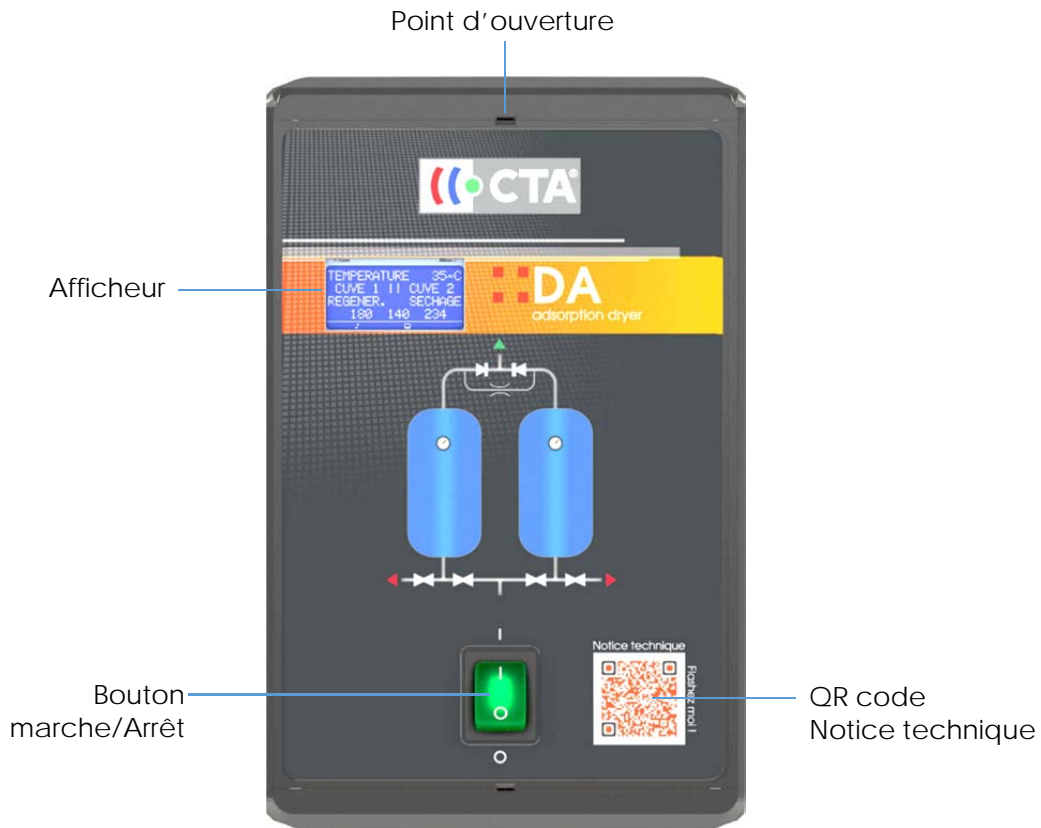 Point d'ouverture
CTA®
Afficheur
TEMPERATURE 35°C
CUVE 1 || CUVE 2
REGENER. SECHAGE
180 140 234
DA
adsorption dryer
I
I
O
O
Bouton
marche/Arrêt
Notice technique
Flashez moi !
QR code
Notice technique